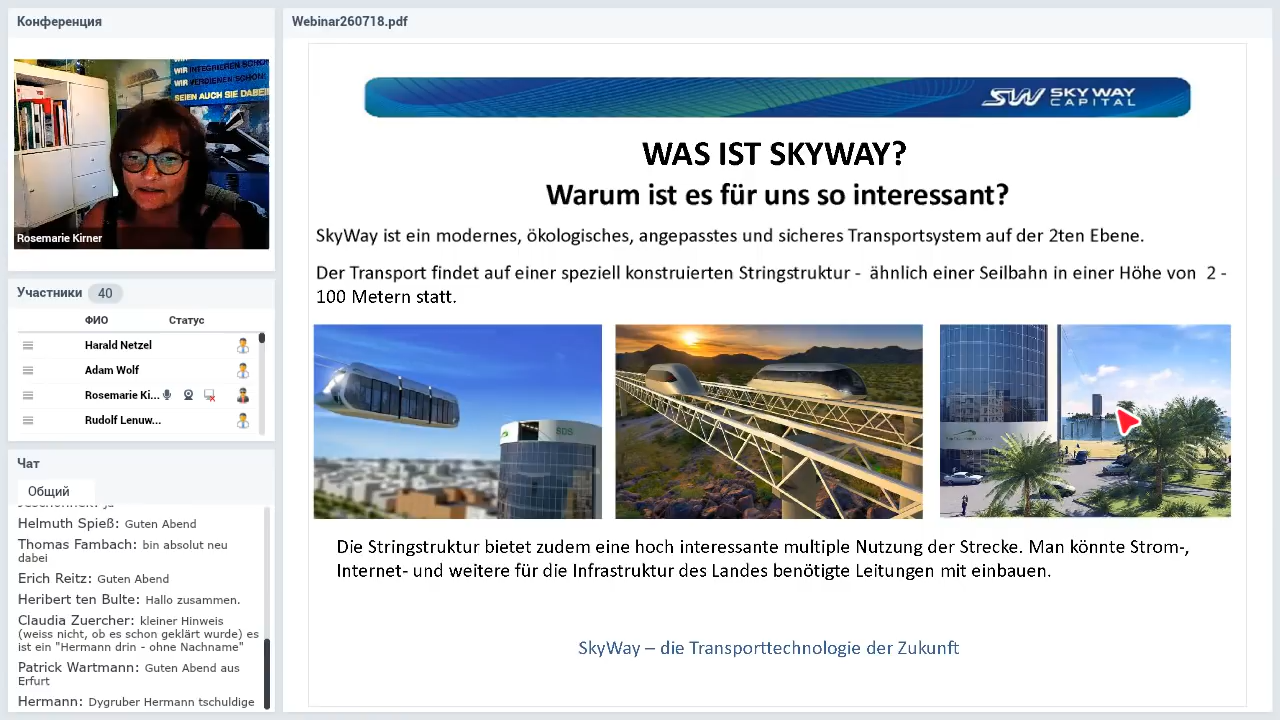 Конференция
WIR INTEGRIEREN SCHON
WIR VERDIENEN SCHON
SEIEN AUCH SIE DABEI
Rosemarie Kirner
Участники 40
ФИО Статус
Harald Netzel
Adam Wolf
Rosemarie Ki...
Rudolf Lenuw...
Чат
Общий
Helmuth Spieß: Guten Abend
Thomas Fambach: bin absolut neu
dabei
Erich Reitz: Guten Abend
Heribert ten Bulte: Hallo zusammen.
Claudia Zuercher: kleiner Hinweis
(weiss nicht, ob es schon geklärt wurde) es
ist ein "Hermann drin - ohne Nachname"
Patrick Wartmann: Guten Abend aus
Erfurt
Hermann: Dygruber Hermann tschuldige
Webinar260718.pdf
SW SKY WAY
CAPITAL
WAS IST SKYWAY?
Warum ist es für uns so interessant?
SkyWay ist ein modernes, ökologisches, angepasstes und sicheres Transportsystem auf der 2ten Ebene.
Der Transport findet auf einer speziell konstruierten Stringstruktur - ähnlich einer Seilbahn in einer Höhe von 2 -
100 Metern statt.
SDS
Die Stringstruktur bietet zudem eine hoch interessante multiple Nutzung der Strecke. Man könnte Strom-,
Internet- und weitere für die Infrastruktur des Landes benötigte Leitungen mit einbauen.
SkyWay – die Transporttechnologie der Zukunft